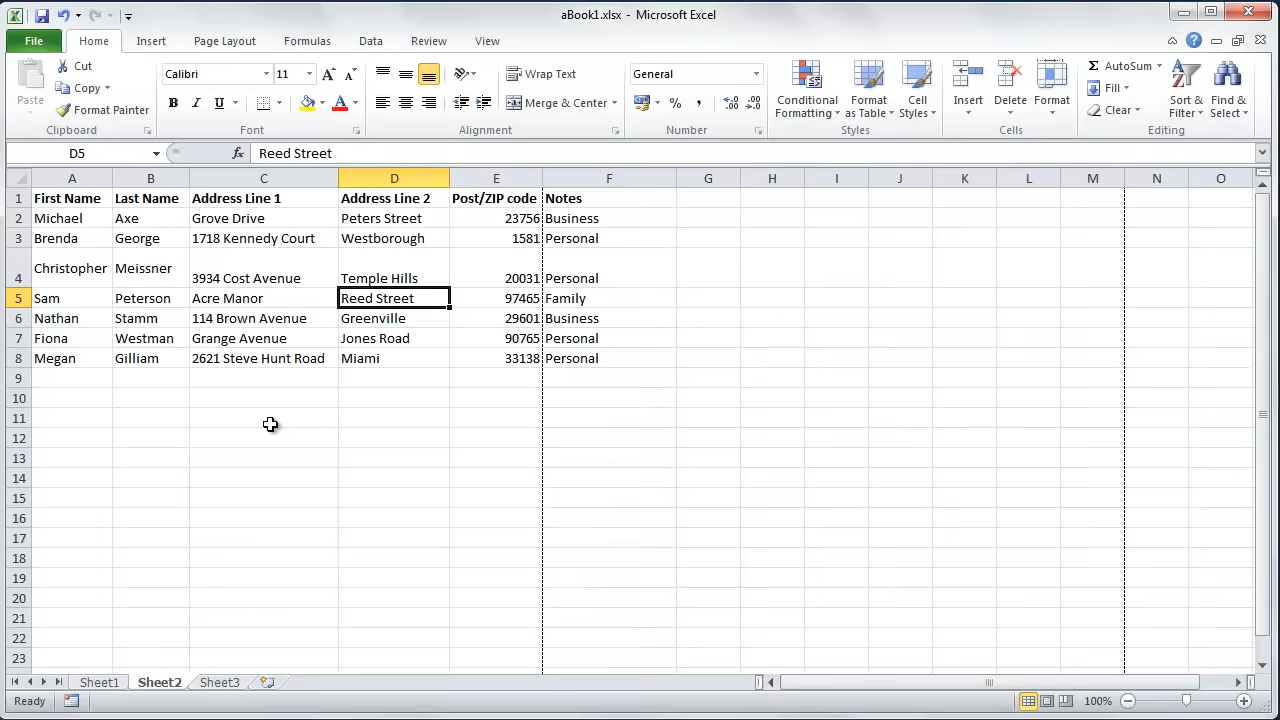 aBook1.xlsx - Microsoft Excel
File Home Insert Page Layout Formulas Data Review View
Paste Cut Copy Format Painter Clipboard
Calibri 11 B I U A A A Font
Wrap Text Merge & Center Alignment
General % , .0 .00 .00 .0 Number
Conditional Formatting Format as Table Cell Styles Styles
Insert Delete Format Cells
Σ AutoSum Fill Clear Sort & Filter Find & Select Editing
D5 fx Reed Street
A B C D E F G H I J K L M N O
1 First Name Last Name Address Line 1 Address Line 2 Post/ZIP code Notes
2 Michael Axe Grove Drive Peters Street 23756 Business
3 Brenda George 1718 Kennedy Court Westborough 1581 Personal
4 Christopher Meissner 3934 Cost Avenue Temple Hills 20031 Personal
5 Sam Peterson Acre Manor Reed Street 97465 Family
6 Nathan Stamm 114 Brown Avenue Greenville 29601 Business
7 Fiona Westman Grange Avenue Jones Road 90765 Personal
8 Megan Gilliam 2621 Steve Hunt Road Miami 33138 Personal
9
10
11
12
13
14
15
16
17
18
19
20
21
22
23
Sheet1 Sheet2 Sheet3
Ready 100%